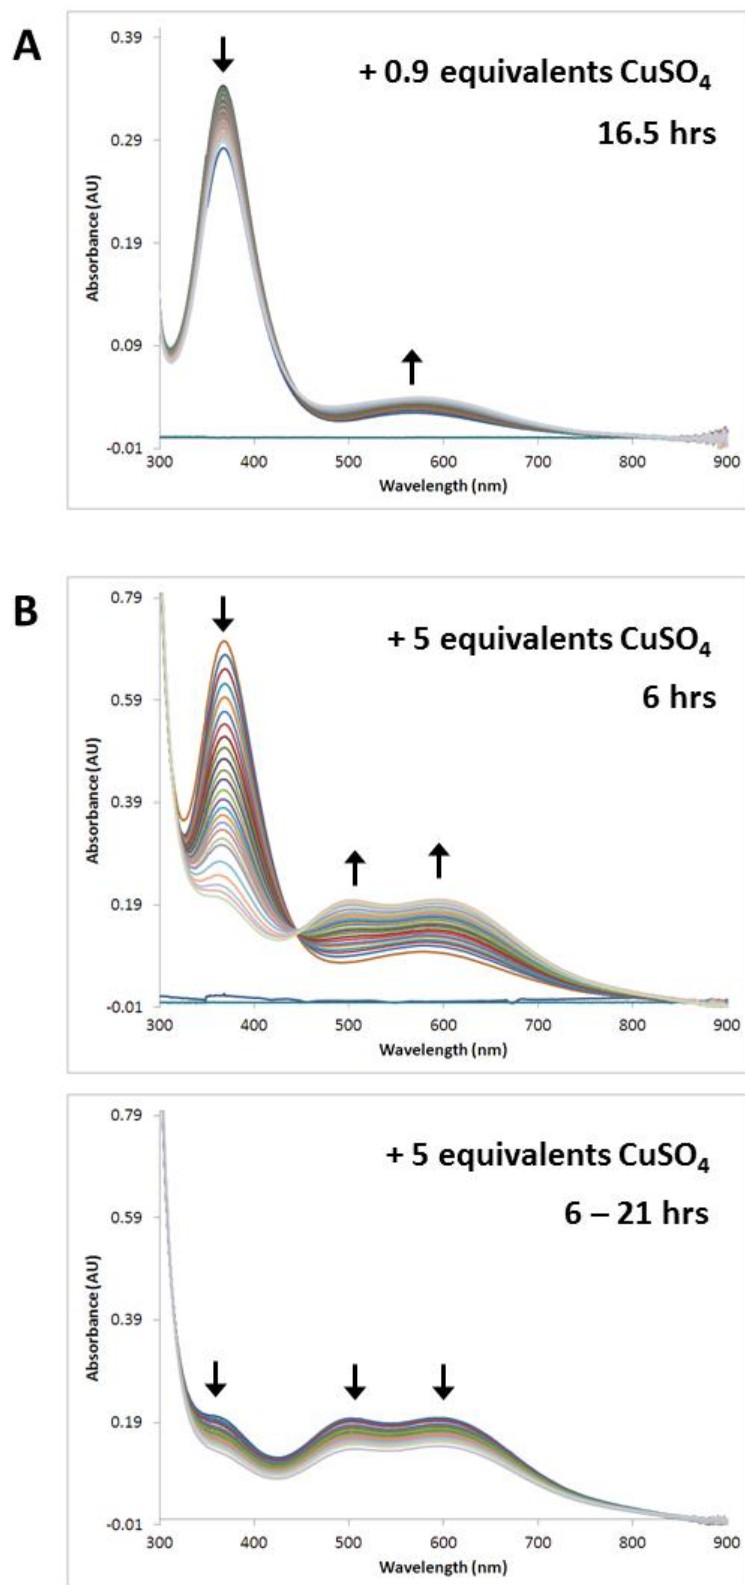 A
+ 0.9 equivalents CuSO₄
16.5 hrs
0.39
0.29
0.19
0.09
-0.01
Absorbance (AU)
300 400 500 600 700 800 900
Wavelength (nm)
B
+ 5 equivalents CuSO₄
6 hrs
0.79
0.59
0.39
0.19
-0.01
Absorbance (AU)
300 400 500 600 700 800 900
Wavelength (nm)
+ 5 equivalents CuSO₄
6 – 21 hrs
0.79
0.59
0.39
0.19
-0.01
Absorbance (AU)
300 400 500 600 700 800 900
Wavelength (nm)